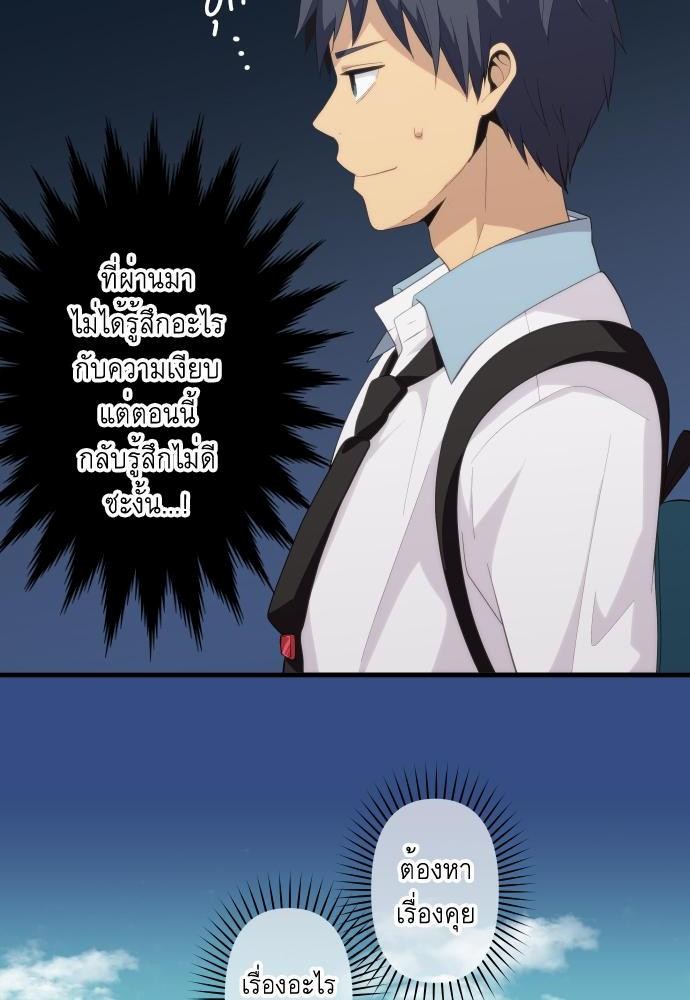 ที่ผ่านมา
ไม่ได้รู้สึกอะไร
กับความเงียบ
แต่ตอนนี้
กลับรู้สึกไม่ดี
ซะงั้น...!
ต้องหา
เรื่องคุย
เรื่องอะไร